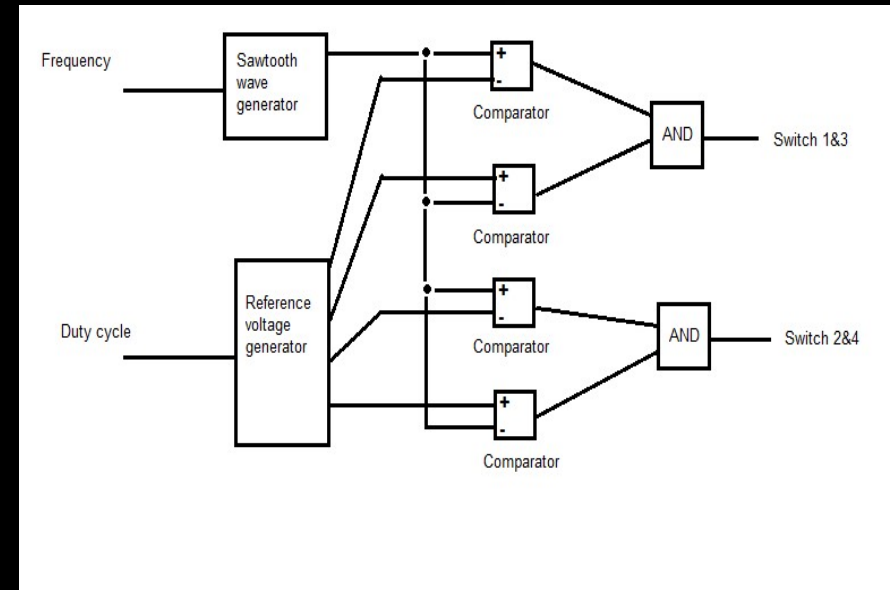 Frequency
Sawtooth
wave
generator
+
-
Comparator
AND
Switch 1&3
+
-
Comparator
Duty cycle
Reference
voltage
generator
+
-
Comparator
AND
Switch 2&4
+
-
Comparator